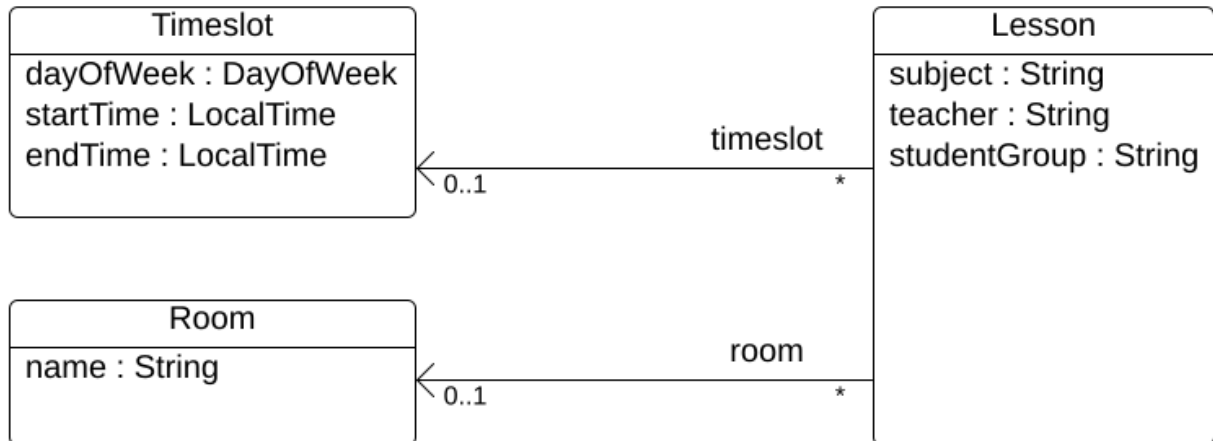 Timeslot
dayOfWeek : DayOfWeek
startTime : LocalTime
endTime : LocalTime
timeslot
0..1
*
Lesson
subject : String
teacher : String
studentGroup : String
Room
name : String
room
0..1
*